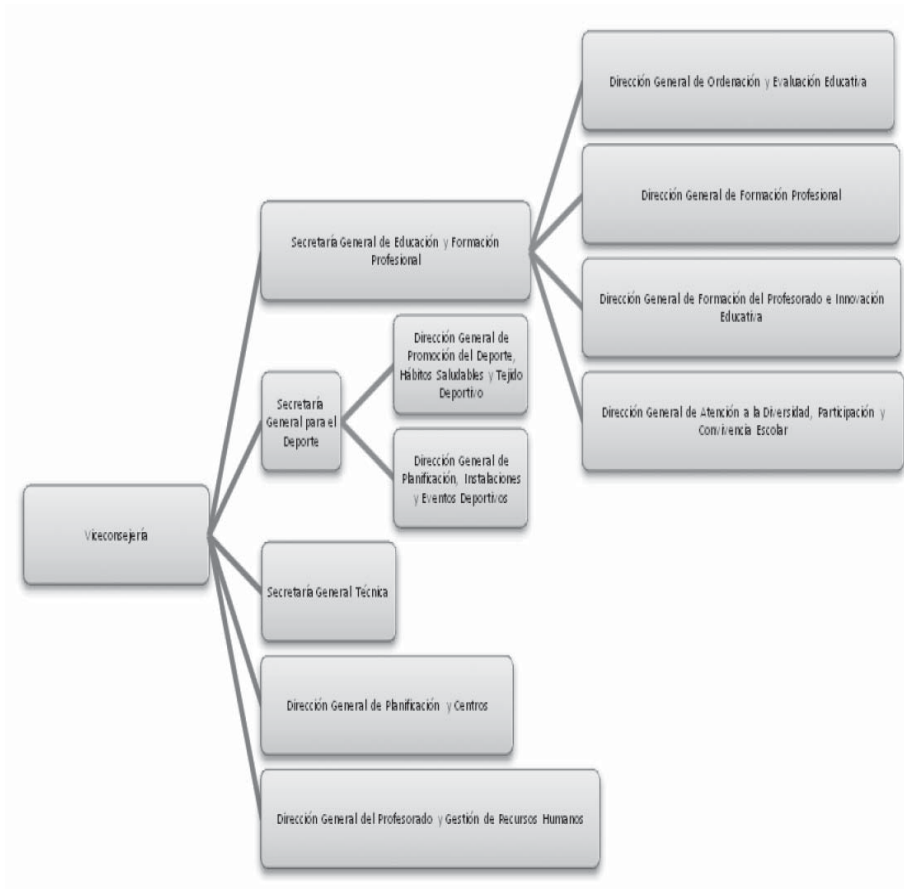 Dirección General de Ordenación y Evaluación Educativa
Dirección General de Formación Profesional
Secretaría General de Educación y Formación
Profesional
Dirección General de Formación del Profesorado e Innovación
Educativa
Dirección General de Atención a la Diversidad, Participación y
Convivencia Escolar
Dirección General de
Promoción del Deporte,
Hábitos Saludables y Tejido
Deportivo
Secretaría
General para el
Deporte
Dirección General de
Planificación, Instalaciones
y Eventos Deportivos
Viceconsejería
Secretaría General Técnica
Dirección General de Planificación y Centros
Dirección General del Profesorado y Gestión de Recursos Humanos